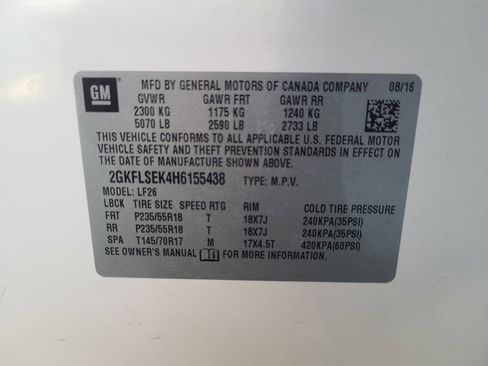 GM
MFD BY GENERAL MOTORS OF CANADA COMPANY 08/16
GVWR GAWR FRT GAWR RR
2300 KG 1175 KG 1240 KG
5070 LB 2590 LB 2733 LB
THIS VEHICLE CONFORMS TO ALL APPLICABLE U.S. FEDERAL MOTOR
VEHICLE SAFETY AND THEFT PREVENTION STANDARDS IN EFFECT
ON THE DATE OF MANUFACTURE SHOWN ABOVE.
2GKFLSEK4H6155438 TYPE: M.P.V.
MODEL: LF26
LBCK TIRE SIZE SPEED RTG RIM COLD TIRE PRESSURE
FRT P235/55R18 T 18X7J 240KPA(35PSI)
RR P235/55R18 T 18X7J 240KPA(35PSI)
SPA T145/70R17 M 17X4.5T 420KPA(60PSI)
SEE OWNER'S MANUAL FOR MORE INFORMATION.